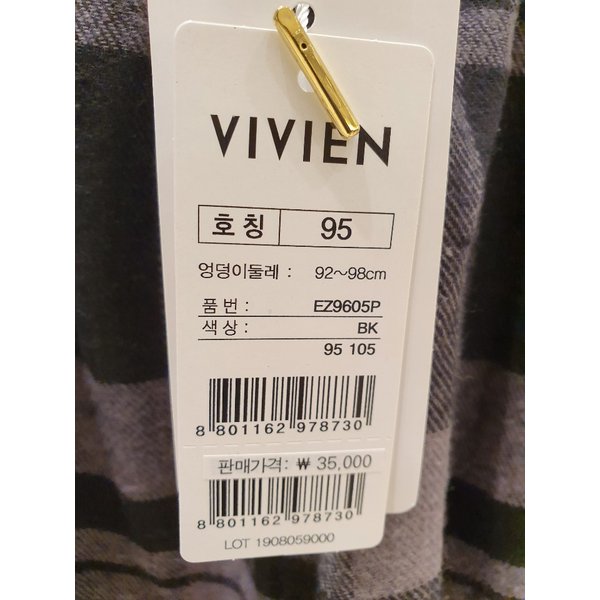 VIVIEN
호칭 95
엉덩이둘레 : 92~98cm
품번 : EZ9605P
색상 : BK
95 105
8 801162 978730
판매가격: ₩ 35,000
8 801162 978730
LOT 1908059000